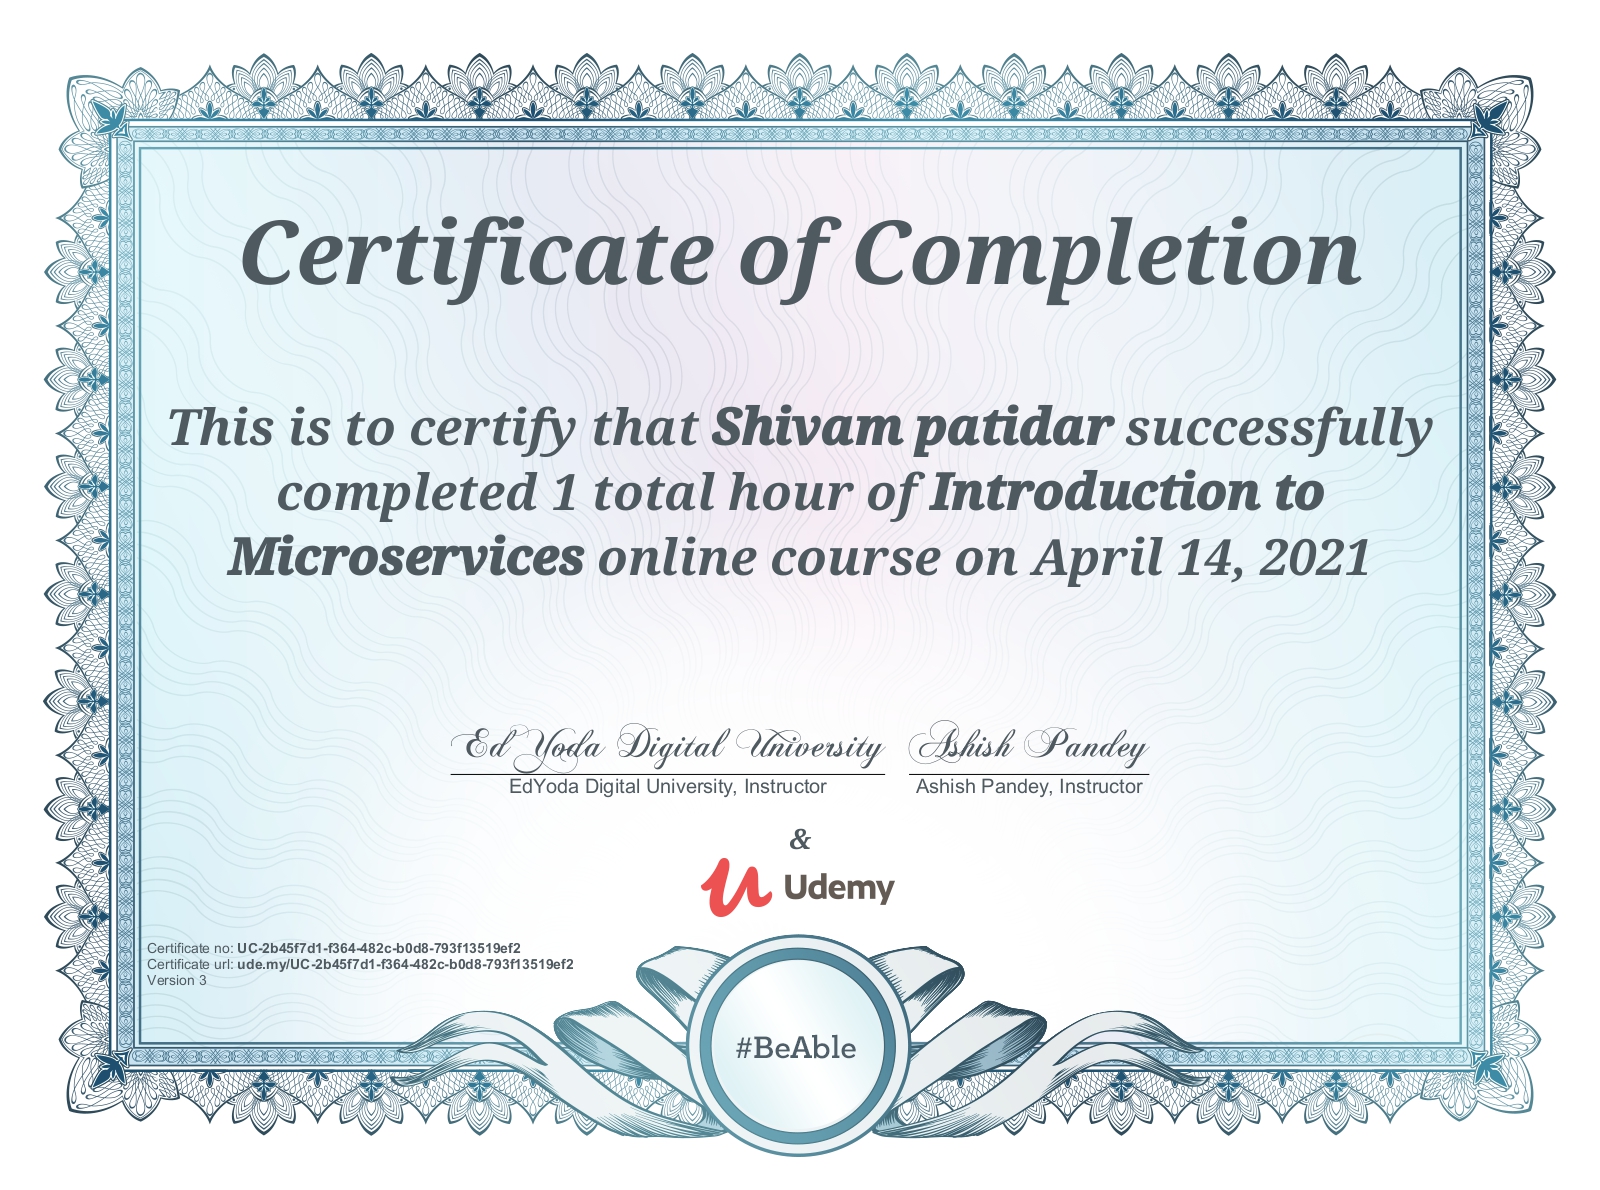 Certificate of Completion
This is to certify that Shivam patidar successfully
completed 1 total hour of Introduction to
Microservices online course on April 14, 2021
Ed Yoda Digital University Ashish Pandey
EdYoda Digital University, Instructor Ashish Pandey, Instructor
&
Udemy
Certificate no: UC-2b45f7d1-f364-482c-b0d8-793f13519ef2
Certificate url: ude.my/UC-2b45f7d1-f364-482c-b0d8-793f13519ef2
Version 3
#BeAble